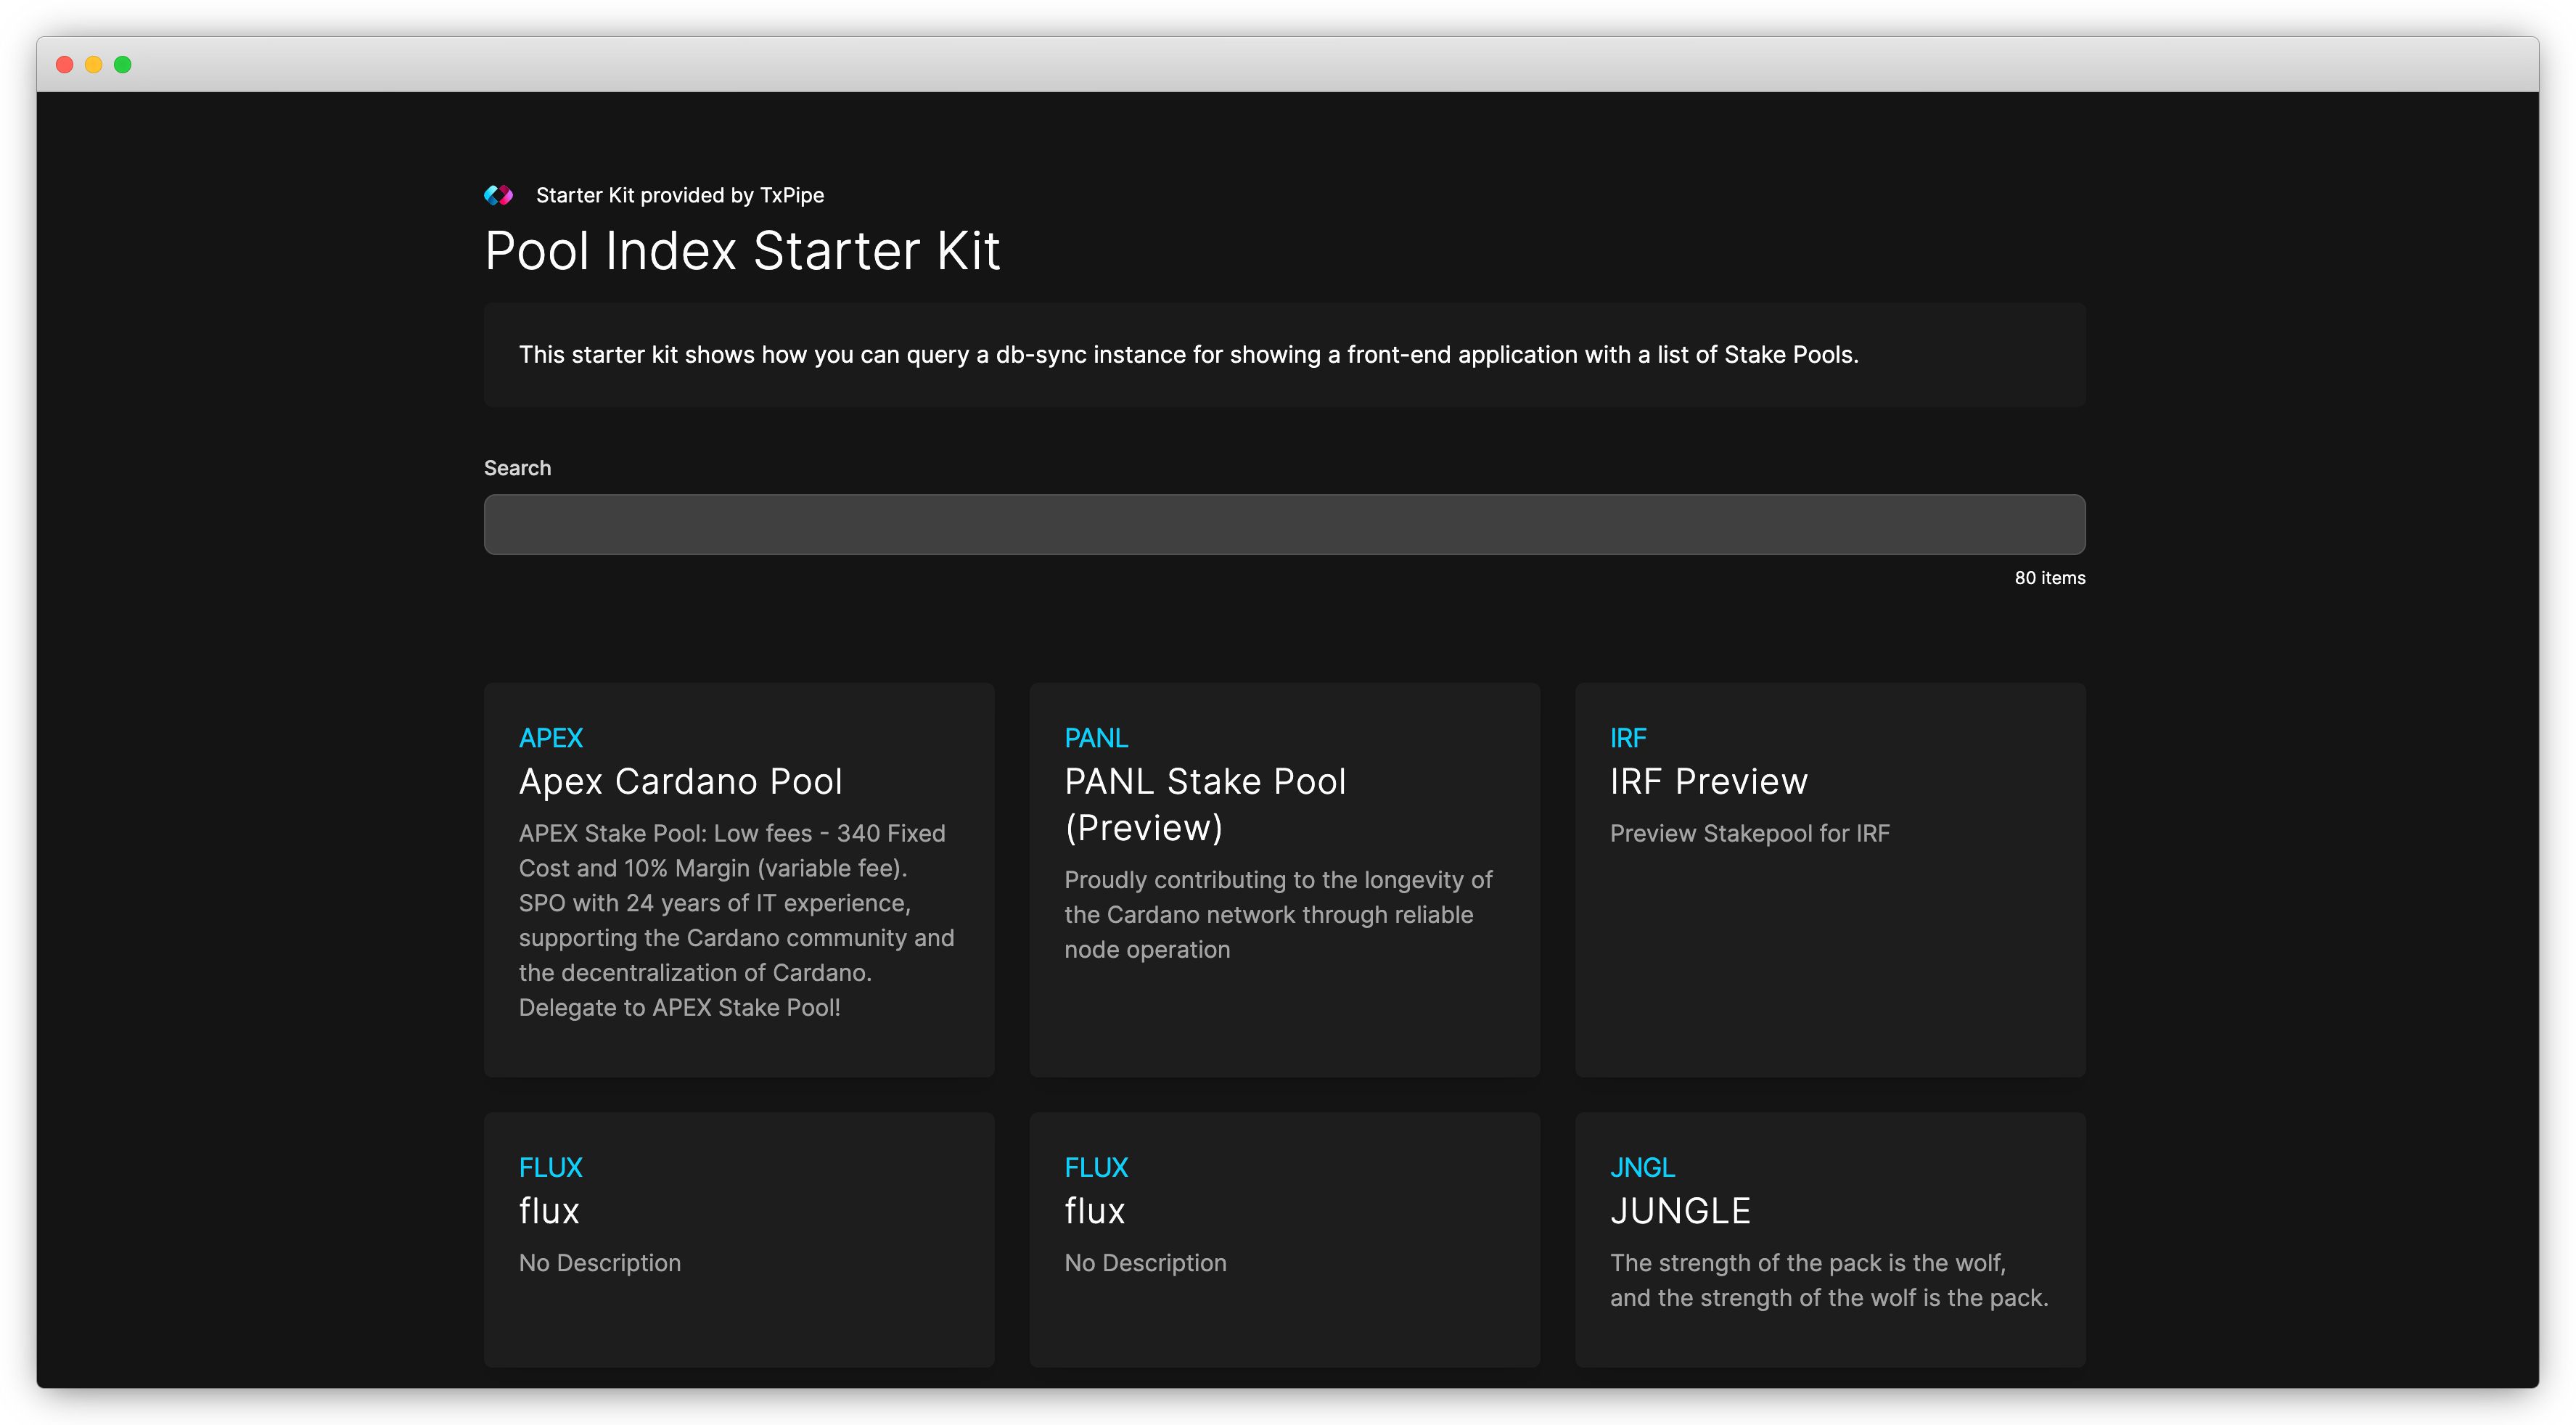 Starter Kit provided by TxPipe
Pool Index Starter Kit
This starter kit shows how you can query a db-sync instance for showing a front-end application with a list of Stake Pools.
Search
80 items
APEX
Apex Cardano Pool
APEX Stake Pool: Low fees - 340 Fixed
Cost and 10% Margin (variable fee).
SPO with 24 years of IT experience,
supporting the Cardano community and
the decentralization of Cardano.
Delegate to APEX Stake Pool!
PANL
PANL Stake Pool
(Preview)
Proudly contributing to the longevity of
the Cardano network through reliable
node operation
IRF
IRF Preview
Preview Stakepool for IRF
FLUX
flux
No Description
FLUX
flux
No Description
JNGL
JUNGLE
The strength of the pack is the wolf,
and the strength of the wolf is the pack.